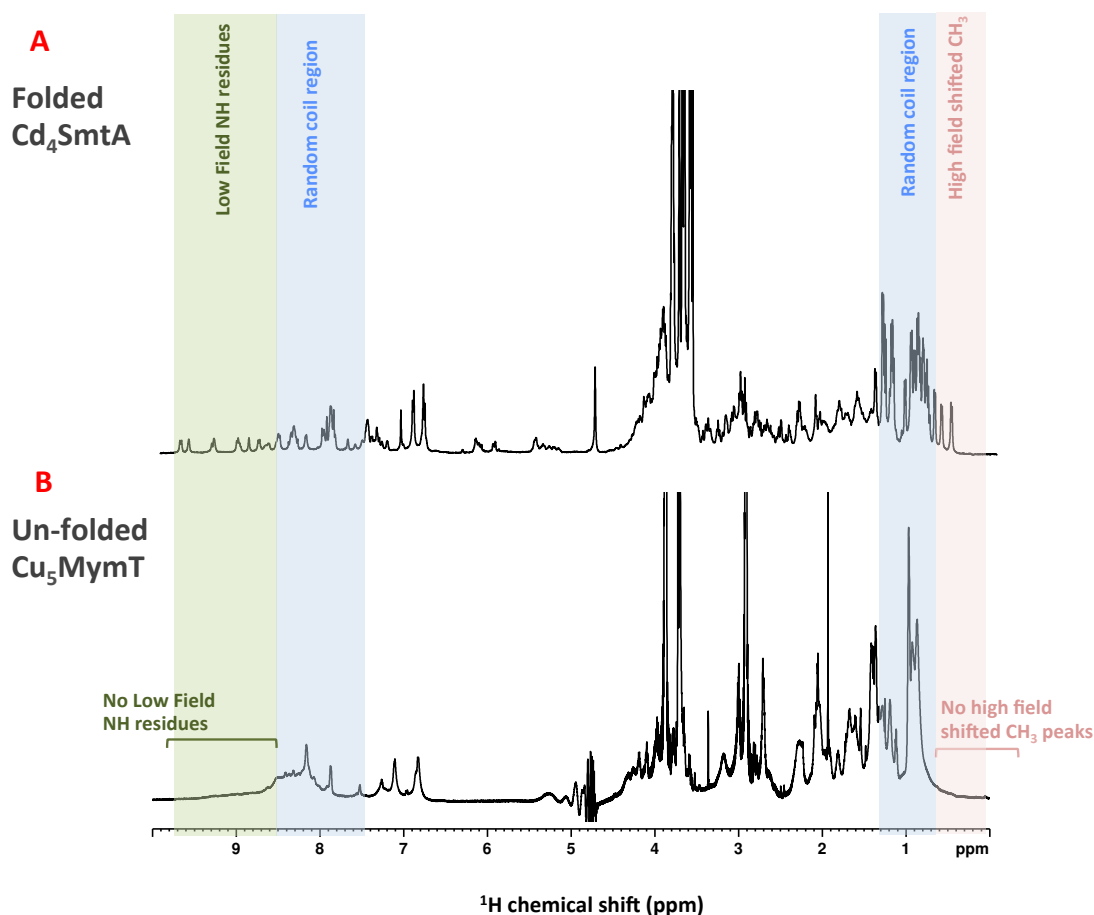 A
Folded
Cd₄SmtA
Low Field NH residues
Random coil region
Random coil region
High field shifted CH₃
B
Un-folded
Cu₅MymT
No Low Field
NH residues
No high field
shifted CH₃ peaks
9 8 7 6 5 4 3 2 1 ppm
¹H chemical shift (ppm)